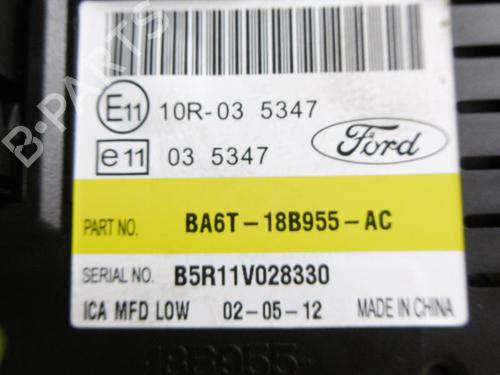 E11 10R-03 5347
e11 03 5347
Ford
PART NO. BA6T-18B955-AC
SERIAL NO. B5R11V028330
ICA MFD LOW 02-05-12 MADE IN CHINA
18B955
B-PARTS